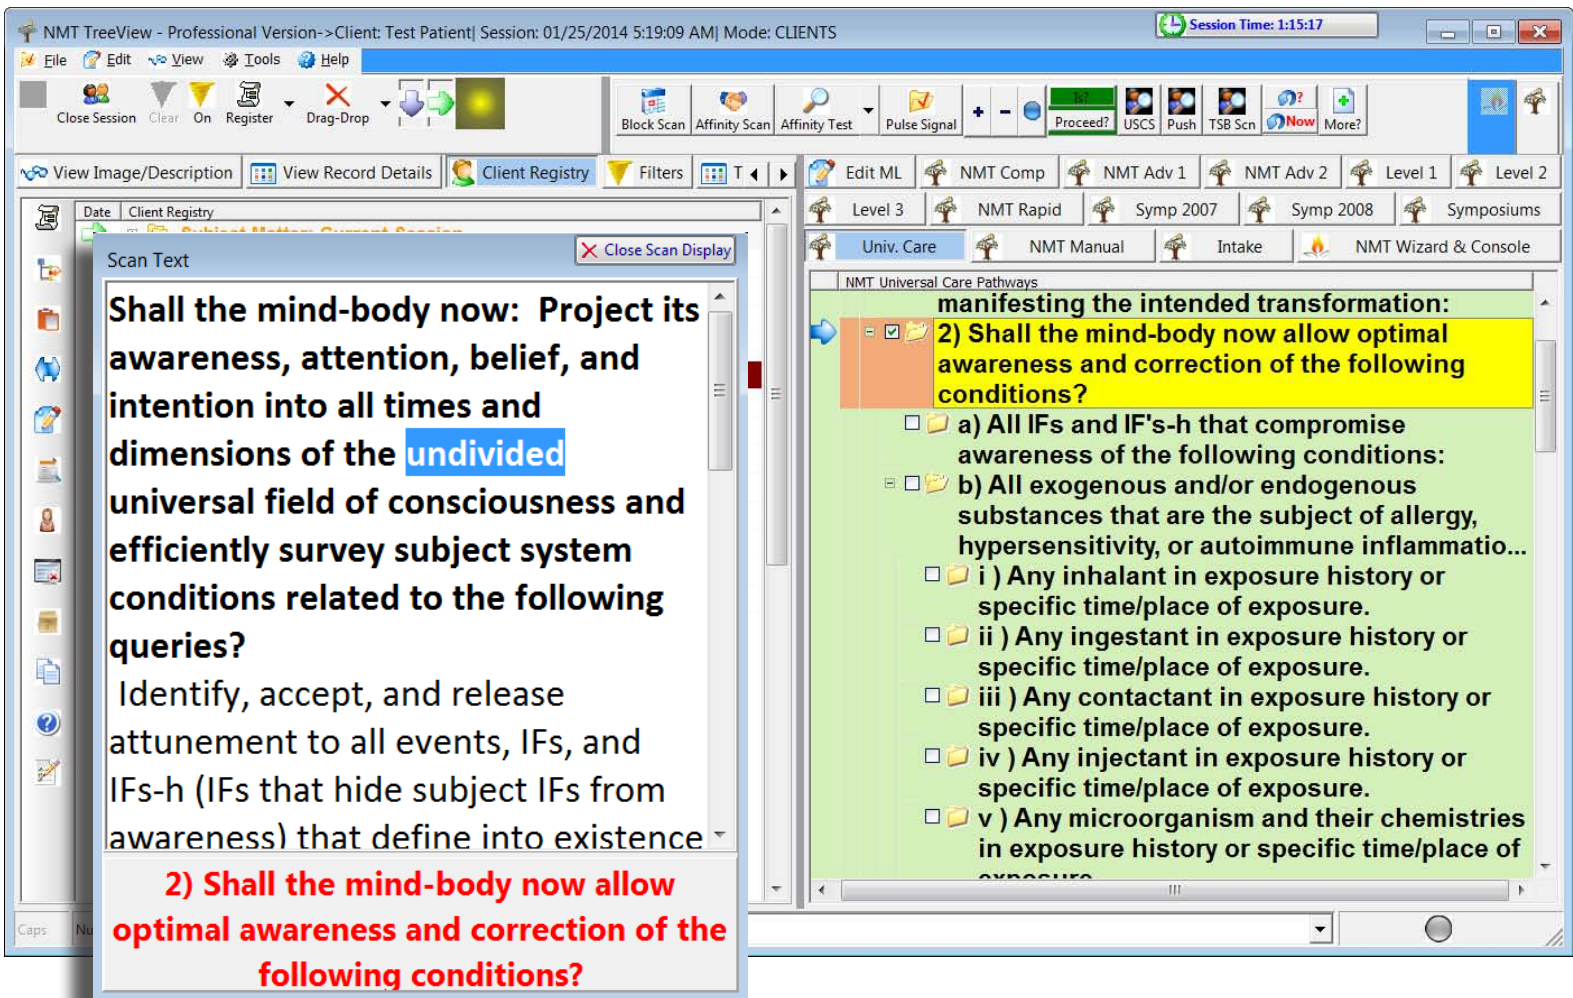 NMT TreeView - Professional Version->Client: Test Patient| Session: 01/25/2014 5:19:09 AM| Mode: CLIENTS
Session Time: 1:15:17
File Edit View Tools Help
Close Session Clear On Register Drag-Drop
Block Scan Affinity Scan Affinity Test Pulse Signal + - Is? Proceed? USCS Push TSB Scn ? Now More?
View Image/Description View Record Details Client Registry Filters T
Edit ML NMT Comp NMT Adv 1 NMT Adv 2 Level 1 Level 2
Level 3 NMT Rapid Symp 2007 Symp 2008 Symposiums
Univ. Care NMT Manual Intake NMT Wizard & Console
Date Client Registry
Subject Matter: Current Session
Scan Text
Close Scan Display
Shall the mind-body now: Project its
awareness, attention, belief, and
intention into all times and
dimensions of the undivided
universal field of consciousness and
efficiently survey subject system
conditions related to the following
queries?
Identify, accept, and release
attunement to all events, IFs, and
IFs-h (IFs that hide subject IFs from
awareness) that define into existence
2) Shall the mind-body now allow
optimal awareness and correction of the
following conditions?
NMT Universal Care Pathways
manifesting the intended transformation:
2) Shall the mind-body now allow optimal
awareness and correction of the following
conditions?
a) All IFs and IF's-h that compromise
awareness of the following conditions:
b) All exogenous and/or endogenous
substances that are the subject of allergy,
hypersensitivity, or autoimmune inflammatio...
i ) Any inhalant in exposure history or
specific time/place of exposure.
ii ) Any ingestant in exposure history or
specific time/place of exposure.
iii ) Any contactant in exposure history or
specific time/place of exposure.
iv ) Any injectant in exposure history or
specific time/place of exposure.
v ) Any microorganism and their chemistries
in exposure history or specific time/place of
exposure
Caps Nu